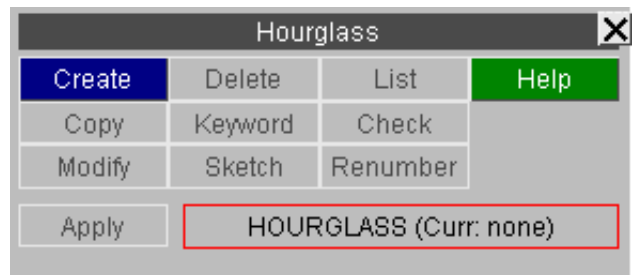 Hourglass
Create Delete List Help
Copy Keyword Check
Modify Sketch Renumber
Apply HOURGLASS (Curr: none)